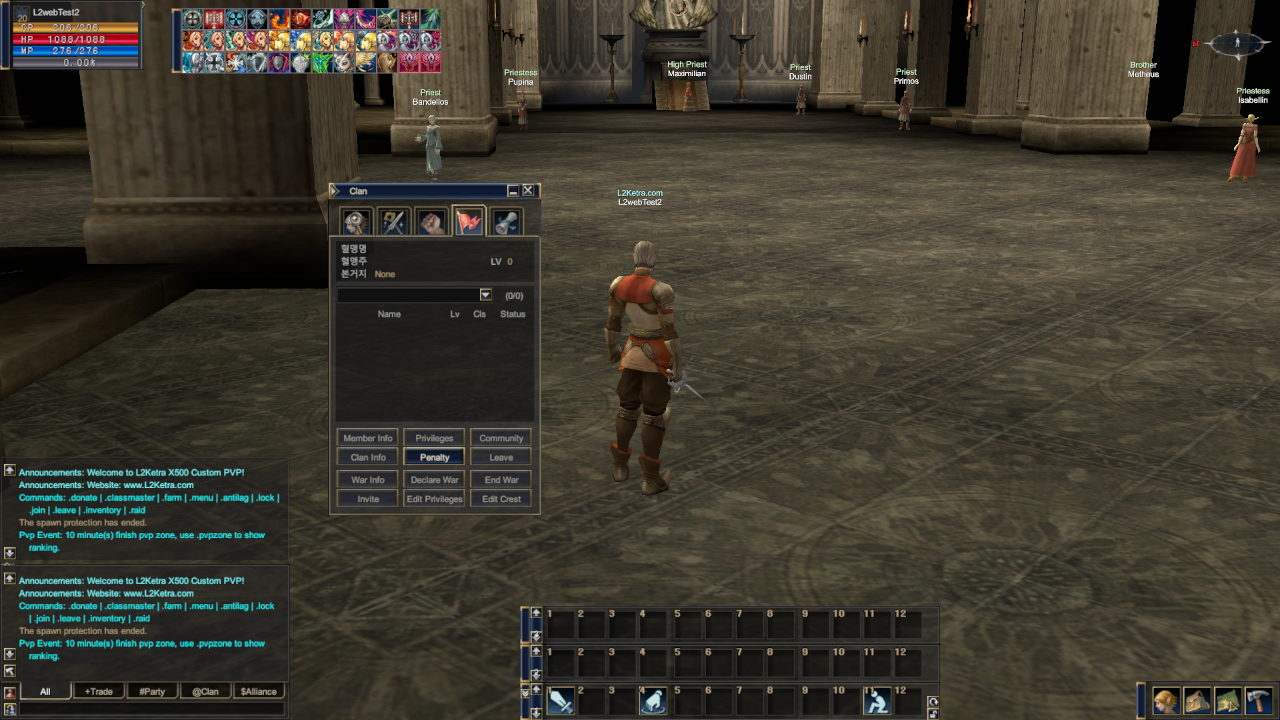 20 L2webTest2
CP 206/206
HP 1088/1088
MP 276/276
0.00%
Priestess
Pupina
High Priest
Maximilian
Priest
Dustin
Priest
Primos
Brother
Matheus
Priestess
Isabellin
Priest
Bandellos
L2Ketra.com
L2webTest2
Clan
혈맹명
혈맹주 LV 0
본거지 None
(0/0)
Name Lv Cls Status
Member Info Privileges Community
Clan Info Penalty Leave
War Info Declare War End War
Invite Edit Privileges Edit Crest
Announcements: Welcome to L2Ketra X500 Custom PVP!
Announcements: Website: www.L2Ketra.com
Commands: .donate | .classmaster | .farm | .menu | .antilag | .lock |
.join | .leave | .inventory | .raid
The spawn protection has ended.
Pvp Event: 10 minute(s) finish pvp zone, use .pvpzone to show
ranking.
Announcements: Welcome to L2Ketra X500 Custom PVP!
Announcements: Website: www.L2Ketra.com
Commands: .donate | .classmaster | .farm | .menu | .antilag | .lock
| .join | .leave | .inventory | .raid
The spawn protection has ended.
Pvp Event: 10 minute(s) finish pvp zone, use .pvpzone to show
ranking.
All +Trade #Party @Clan $Alliance
1 2 3 4 5 6 7 8 9 10 11 12
1 2 3 4 5 6 7 8 9 10 11 12
1 2 3 4 5 6 7 8 9 10 11 12